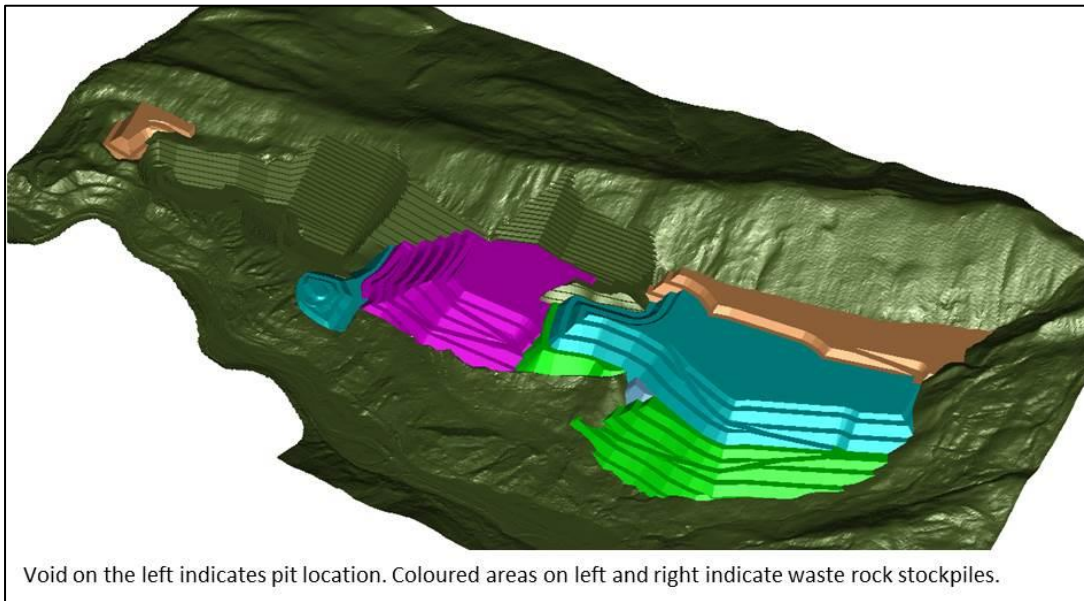 Void on the left indicates pit location. Coloured areas on left and right indicate waste rock stockpiles.